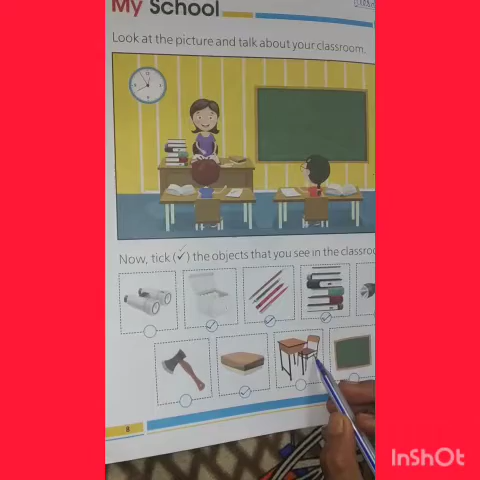 My School
Look at the picture and talk about your classroom.
Now, tick (✓) the objects that you see in the classroo
8
InShOt